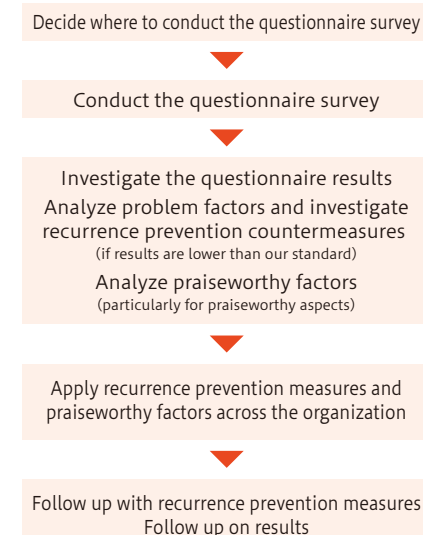 Decide where to conduct the questionnaire survey
Conduct the questionnaire survey
Investigate the questionnaire results
Analyze problem factors and investigate
recurrence prevention countermeasures
(if results are lower than our standard)
Analyze praiseworthy factors
(particularly for praiseworthy aspects)
Apply recurrence prevention measures and
praiseworthy factors across the organization
Follow up with recurrence prevention measures
Follow up on results